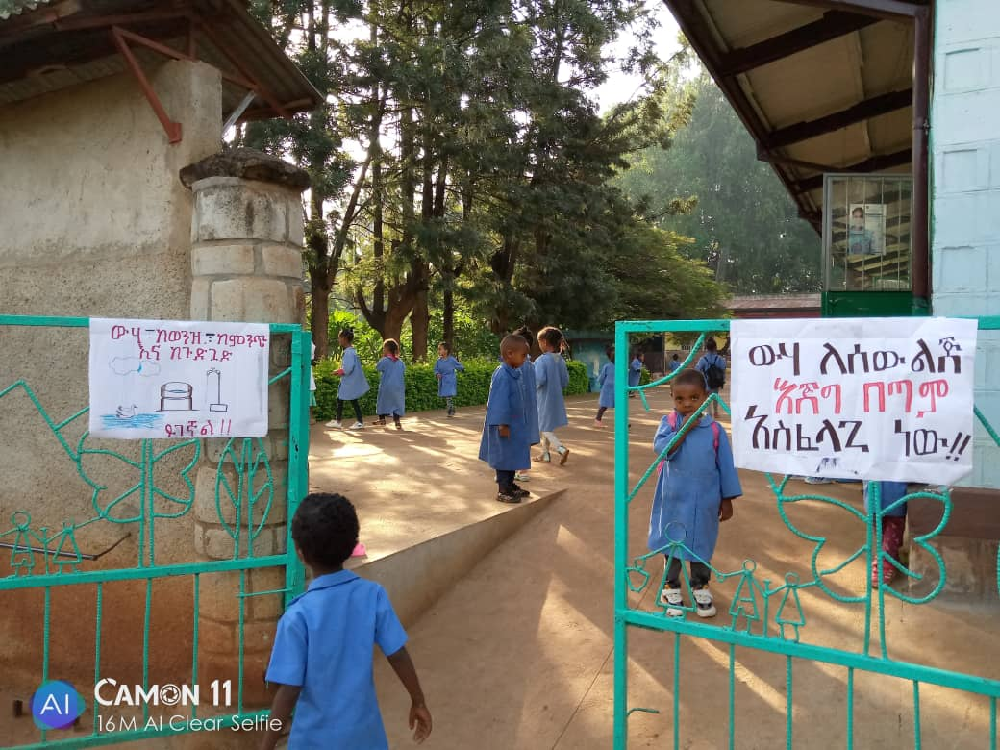 ውሃ ከወንዝ ፡ ከምንጭ
እና ከጉድጓድ
ይገኛል !!
ውሃ ለሰው ልጅ
እጅግ በጣም
አስፈላጊ ነው!!
AI
CAMON 11
16M AI Clear Selfie